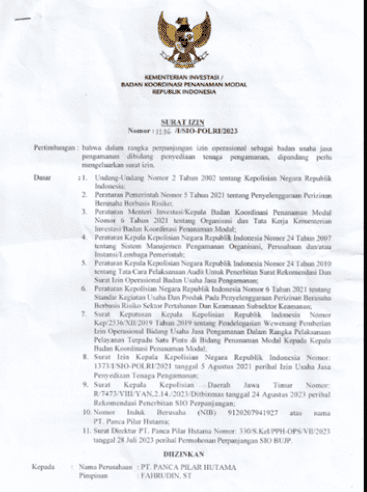 KEMENTERIAN INVESTASI /
BADAN KOORDINASI PENANAMAN MODAL
REPUBLIK INDONESIA
SURAT IZIN
Nomor : /I/SIO-POLRI/2023
Pertimbangan : bahwa dalam rangka perpanjangan izin operasional sebagai badan usaha jasa
pengamanan dibidang penyediaan tenaga pengamanan, dipandang perlu
mengeluarkan surat izin.
Dasar : 1. Undang-Undang Nomor 2 Tahun 2002 tentang Kepolisian Negara Republik
Indonesia;
2. Peraturan Pemerintah Nomor 5 Tahun 2021 tentang Penyelenggaraan Perizinan
Berusaha Berbasis Risiko;
3. Peraturan Menteri Investasi/Kepala Badan Koordinasi Penanaman Modal
Nomor 6 Tahun 2021 tentang Organisasi dan Tata Kerja Kementerian
Investasi/Badan Koordinasi Penanaman Modal;
4. Peraturan Kepala Kepolisian Negara Republik Indonesia Nomor 24 Tahun 2007
tentang Sistem Manajemen Pengamanan Organisasi, Perusahaan dan/atau
Instansi/Lembaga Pemerintah;
5. Peraturan Kepala Kepolisian Negara Republik Indonesia Nomor 24 Tahun 2010
tentang Tata Cara Pelaksanaan Audit Untuk Penerbitan Surat Rekomendasi Dan
Surat Izin Operasional Badan Usaha Jasa Pengamanan;
6. Peraturan Kepolisian Negara Republik Indonesia Nomor 6 Tahun 2021 tentang
Standar Kegiatan Usaha Dan Produk Pada Penyelenggaraan Perizinan Berusaha
Berbasis Risiko Sektor Pertahanan Dan Keamanan Subsektor Keamanan;
7. Surat Keputusan Kepala Kepolisian Republik Indonesia Nomor
Kep/2536/XII/2019 Tahun 2019 tentang Pendelegasian Wewenang Pemberian
Izin Operasional Bidang Usaha Jasa Pengamanan Dalam Rangka Pelaksanaan
Pelayanan Terpadu Satu Pintu di Bidang Penanaman Modal Kepada Kepala
Badan Koordinasi Penanaman Modal;
8. Surat Izin Kepala Kepolisian Negara Republik Indonesia Nomor:
1373/I/SIO-POLRI/2021 tanggal 5 Agustus 2021 perihal Izin Usaha Jasa
Penyediaan Tenaga Pengamanan;
9. Surat Kepala Kepolisian Daerah Jawa Timur Nomor:
R/7473/VIII/YAN.2.14./2023/Ditbinmas tanggal 24 Agustus 2023 perihal
Rekomendasi Penerbitan SIO Perpanjangan;
10. Nomor Induk Berusaha (NIB) 9120207941927 atas nama
PT. Panca Pilar Hutama;
11. Surat Direktur PT. Panca Pilar Hutama Nomor: 330/S.Kel/PPH-OPS/VII/2023
tanggal 28 Juli 2023 perihal Permohonan Perpanjangan SIO BUJP.
DIIZINKAN
Kepada : Nama Perusahaan : PT. PANCA PILAR HUTAMA
Pimpinan : FAHRUDIN, ST